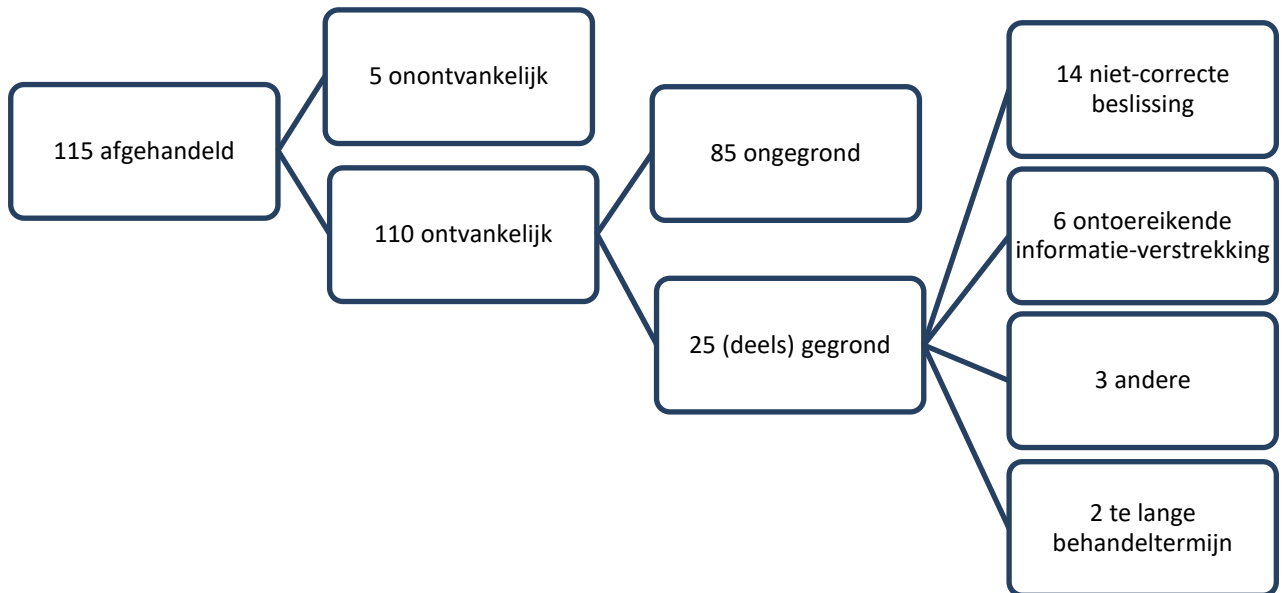 115 afgehandeld
5 onontvankelijk
110 ontvankelijk
85 ongegrond
25 (deels) gegrond
14 niet-correcte
beslissing
6 ontoereikende
informatie-verstrekking
3 andere
2 te lange
behandeltermijn